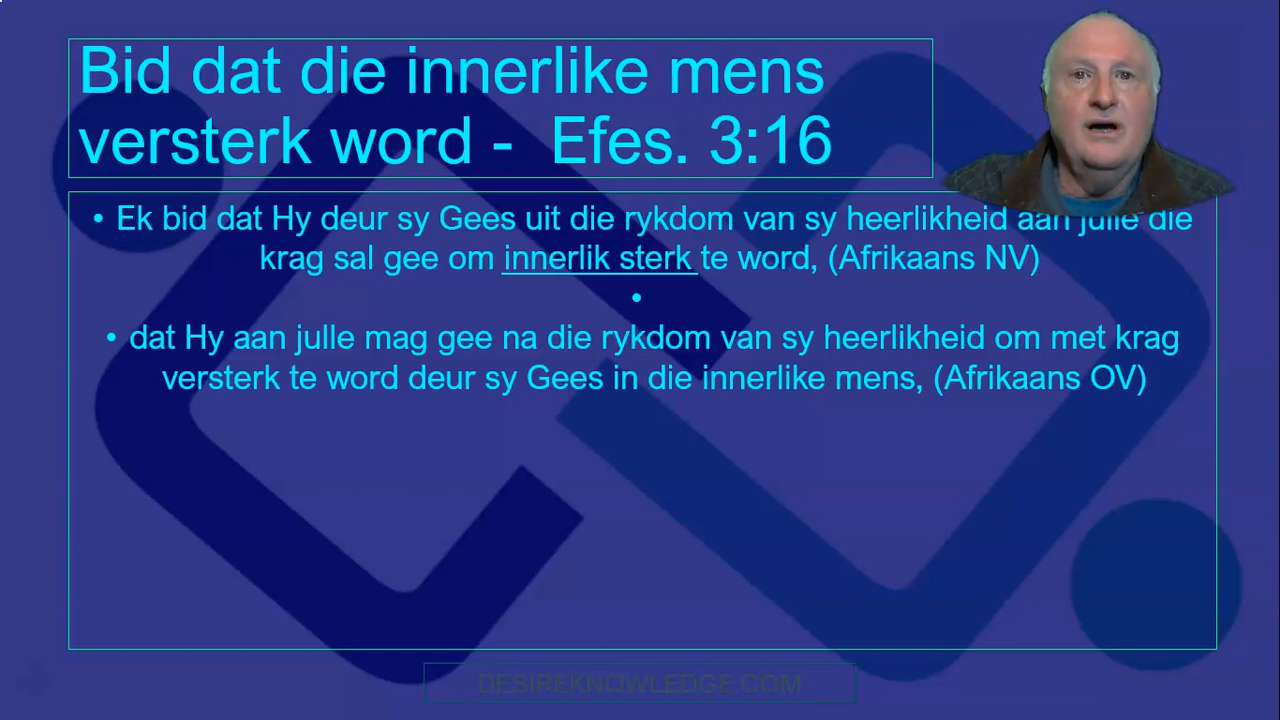 Bid dat die innerlike mens
versterk word - Efes. 3:16
• Ek bid dat Hy deur sy Gees uit die rykdom van sy heerlikheid aan julle die
krag sal gee om innerlik sterk te word, (Afrikaans NV)
•
• dat Hy aan julle mag gee na die rykdom van sy heerlikheid om met krag
versterk te word deur sy Gees in die innerlike mens, (Afrikaans OV)
DESIREKNOWLEDGE.COM